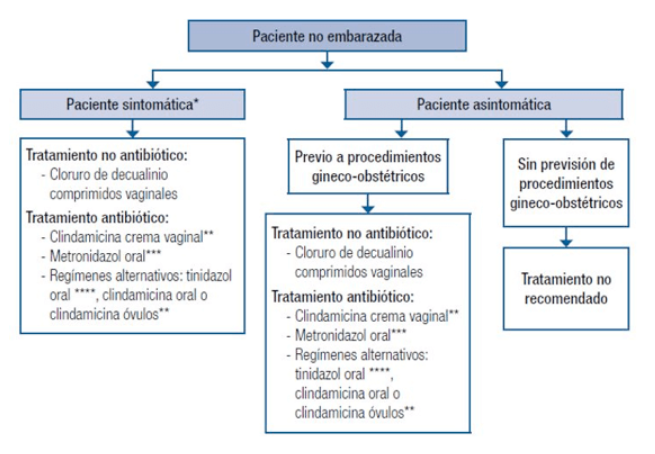 Paciente no embarazada
Paciente sintomática*
Paciente asintomática
Tratamiento no antibiótico:
- Cloruro de decualinio
comprimidos vaginales
Tratamiento antibiótico:
- Clindamicina crema vaginal**
- Metronidazol oral***
- Regímenes alternativos: tinidazol
oral ****, clindamicina oral o
clindamicina óvulos**
Previo a procedimientos
gineco-obstétricos
Tratamiento no antibiótico:
- Cloruro de decualinio
comprimidos vaginales
Tratamiento antibiótico:
- Clindamicina crema vaginal**
- Metronidazol oral***
- Regímenes alternativos:
tinidazol oral ****,
clindamicina oral o
clindamicina óvulos**
Sin previsión de
procedimientos
gineco-obstétricos
Tratamiento no
recomendado